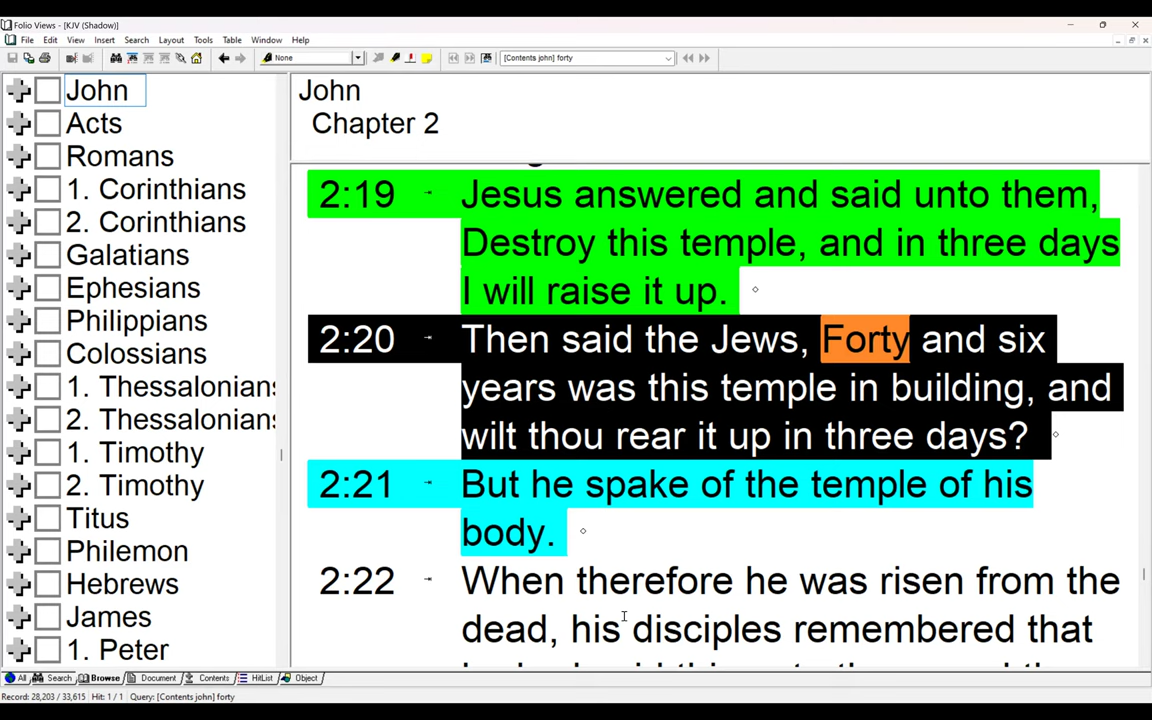 Folio Views - [KJV (Shadow)]
File Edit View Insert Search Layout Tools Table Window Help
None
[Contents john] forty
John
Acts
Romans
1. Corinthians
2. Corinthians
Galatians
Ephesians
Philippians
Colossians
1. Thessalonians
2. Thessalonians
1. Timothy
2. Timothy
Titus
Philemon
Hebrews
James
1. Peter
John
Chapter 2
2:19 Jesus answered and said unto them,
Destroy this temple, and in three days
I will raise it up.
2:20 Then said the Jews, Forty and six
years was this temple in building, and
wilt thou rear it up in three days?
2:21 But he spake of the temple of his
body.
2:22 When therefore he was risen from the
dead, his disciples remembered that
All Search Browse Document Contents HitList Object
Record: 28,203 / 33,615 Hit: 1 / 1 Query: [Contents john] forty